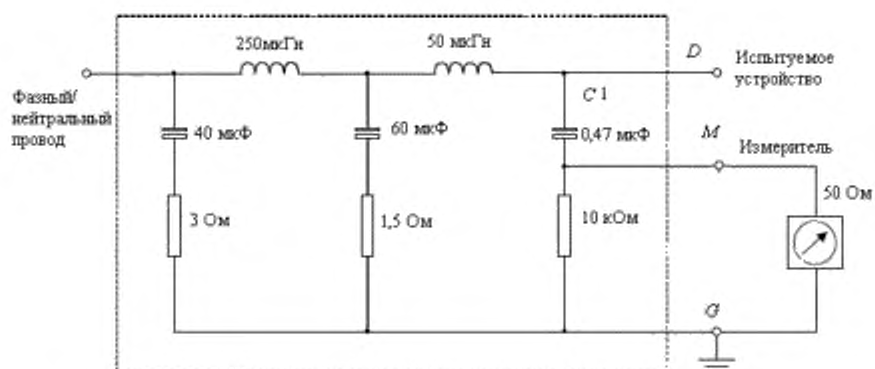 250мкГн
50 мкГн
D
Испытуемое
устройство
Фазный/
нейтральный
провод
C 1
40 мкФ
60 мкФ
0,47 мкФ
M
Измеритель
50 Ом
3 Ом
1,5 Ом
10 кОм
G